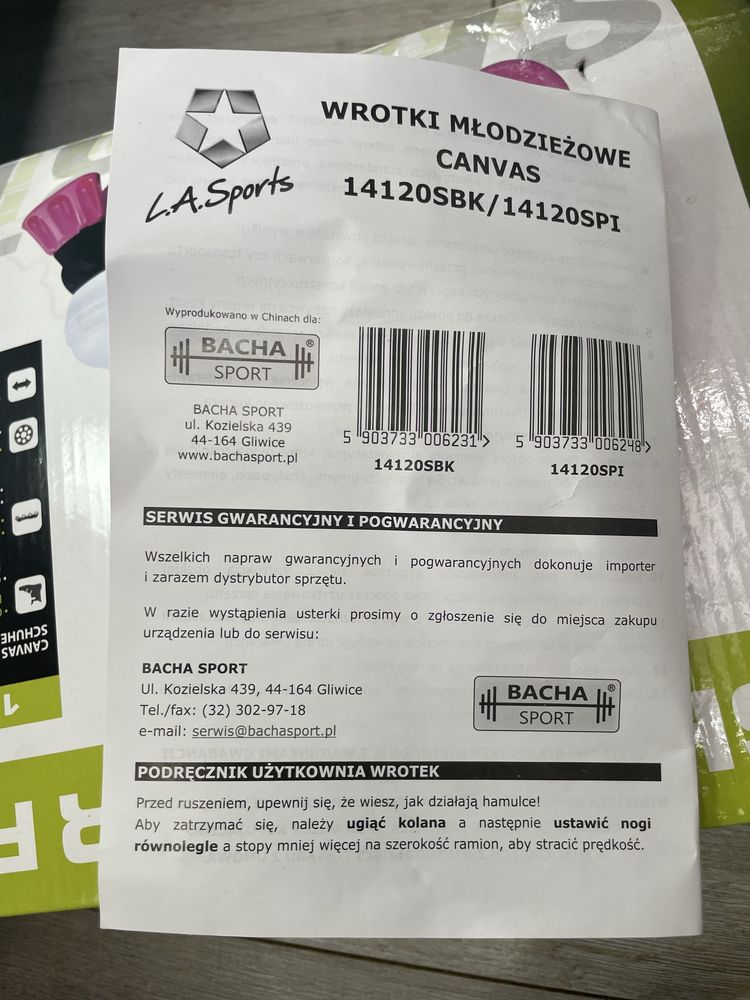 L.A.Sports
WROTKI MŁODZIEŻOWE
CANVAS
14120SBK/14120SPI
Wyprodukowano w Chinach dla:
BACHA ®
SPORT
BACHA SPORT
ul. Kozielska 439
44-164 Gliwice
www.bachasport.pl
5 903733 006231 >
14120SBK
5 903733 006248 >
14120SPI
SERWIS GWARANCYJNY I POGWARANCYJNY
Wszelkich napraw gwarancyjnych i pogwarancyjnych dokonuje importer
i zarazem dystrybutor sprzętu.
W razie wystąpienia usterki prosimy o zgłoszenie się do miejsca zakupu
urządzenia lub do serwisu:
BACHA SPORT
Ul. Kozielska 439, 44-164 Gliwice
Tel./fax: (32) 302-97-18
e-mail: serwis@bachasport.pl
BACHA ®
SPORT
PODRĘCZNIK UŻYTKOWNIA WROTEK
Przed ruszeniem, upewnij się, że wiesz, jak działają hamulce!
Aby zatrzymać się, należy ugiąć kolana a następnie ustawić nogi
równolegle a stopy mniej więcej na szerokość ramion, aby stracić prędkość.
CANVAS
SCHUHE